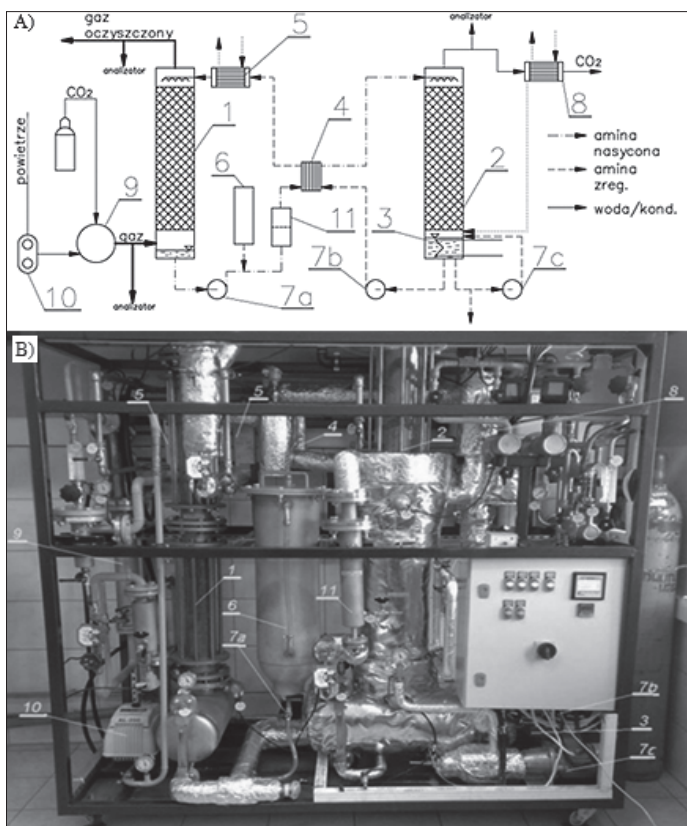 A)
gaz
oczyszczony
analizator
CO2
powietrze
9
gaz
analizator
10
1
5
6
4
11
7a
7b
analizator
CO2
8
2
3
7c
amina
nasycona
amina
zreg.
woda/kond.
B)
6
5
4
2
8
9
1
6
7a
11
10
7b
3
7c